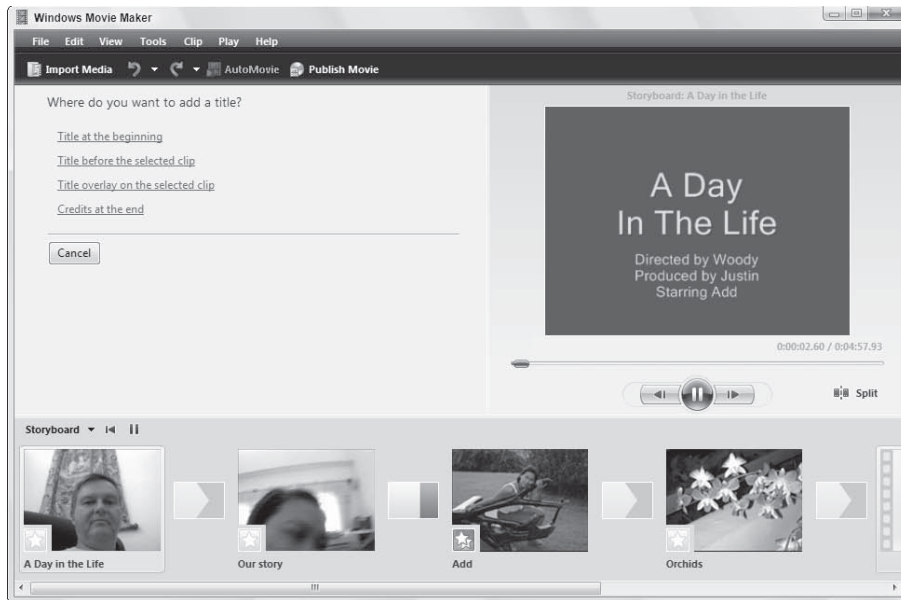 Windows Movie Maker
File Edit View Tools Clip Play Help
Import Media AutoMovie Publish Movie
Where do you want to add a title?
Title at the beginning
Title before the selected clip
Title overlay on the selected clip
Credits at the end
Cancel
Storyboard: A Day in the Life
A Day
In The Life
Directed by Woody
Produced by Justin
Starring Add
0:00:02.60 / 0:04:57.93
Split
Storyboard
A Day in the Life
Our story
Add
Orchids